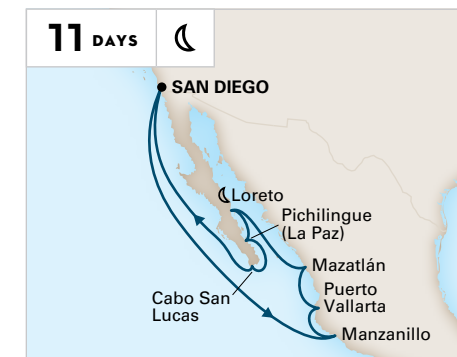 11 DAYS
SAN DIEGO
Loreto
Pichilingue
(La Paz)
Mazatlán
Puerto
Vallarta
Cabo San
Lucas
Manzanillo